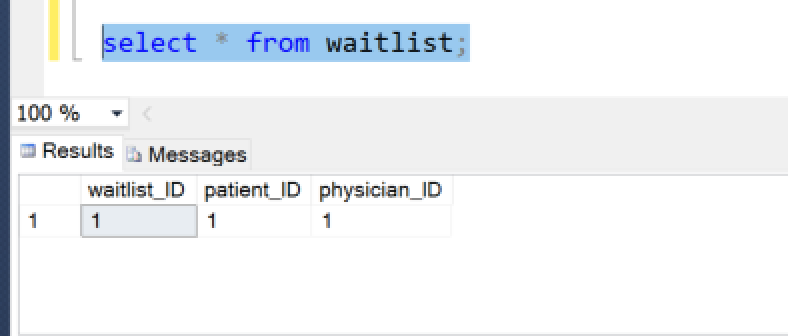 select * from waitlist;
100 %
Results Messages
waitlist_ID patient_ID physician_ID
1 1 1 1